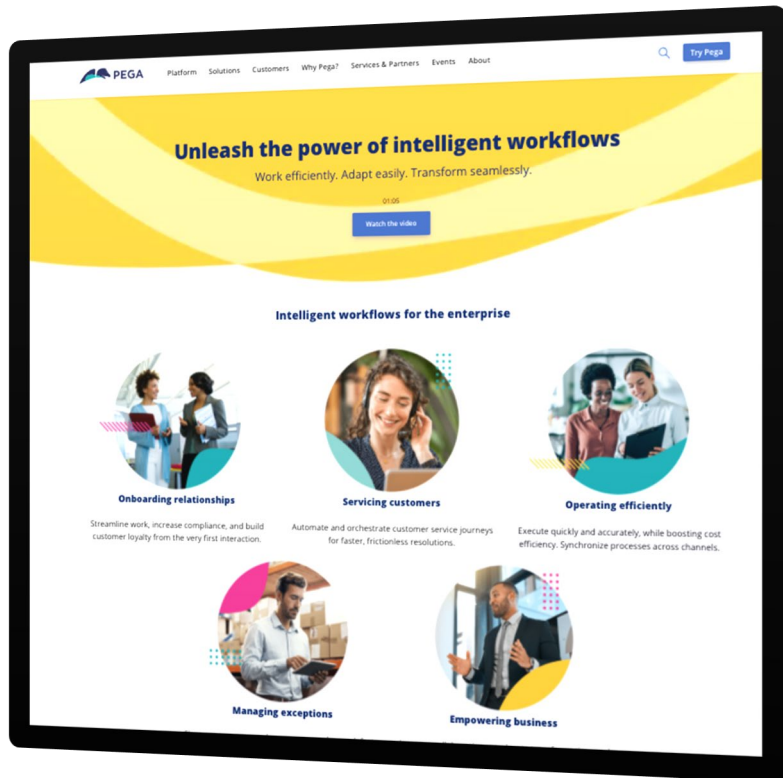 PEGA
Platform Solutions Customers Why Pega? Services & Partners Events About
Try Pega
Unleash the power of intelligent workflows
Work efficiently. Adapt easily. Transform seamlessly.
01:05
Watch the video
Intelligent workflows for the enterprise
Onboarding relationships
Streamline work, increase compliance, and build
customer loyalty from the very first interaction.
Servicing customers
Automate and orchestrate customer service journeys
for faster, frictionless resolutions.
Operating efficiently
Execute quickly and accurately, while boosting cost
efficiency. Synchronize processes across channels.
Managing exceptions
Empowering business